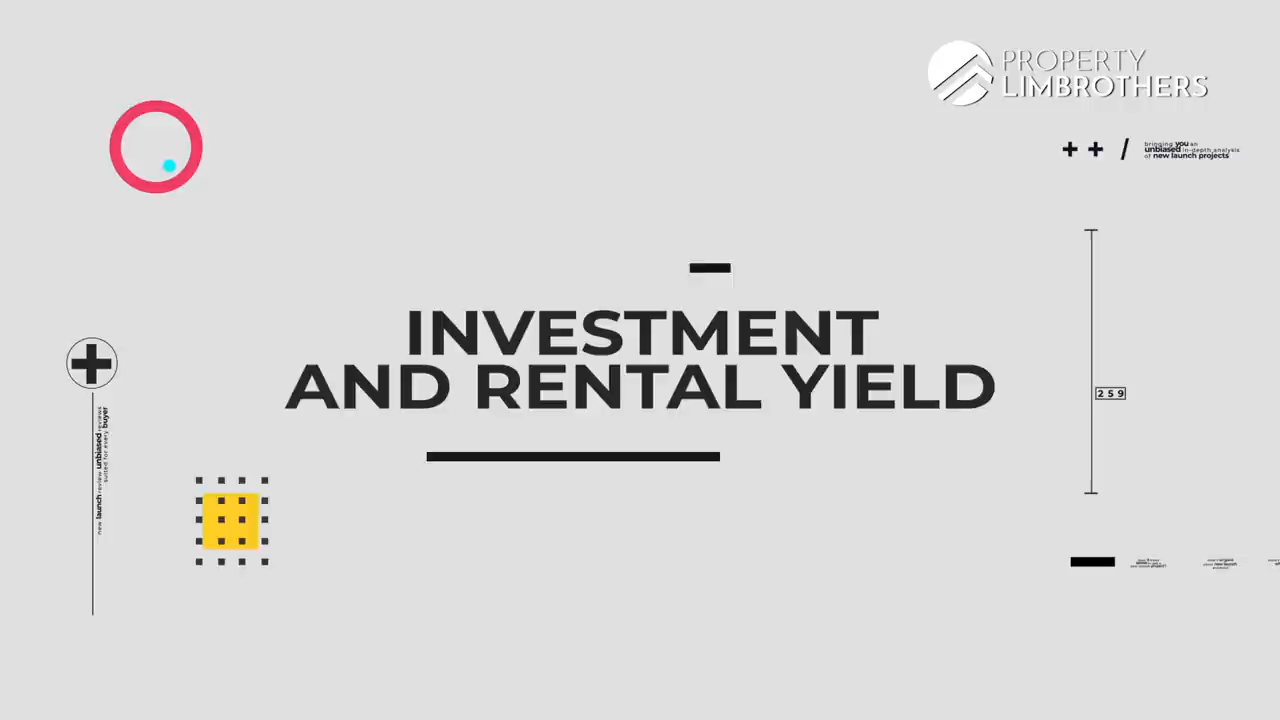 PROPERTY
LIMBROTHERS
bringing you an
unbiased in-depth analysis
of new launch projects
INVESTMENT
AND RENTAL YIELD
259
new launch review unbiased reviews
suited for every buyer